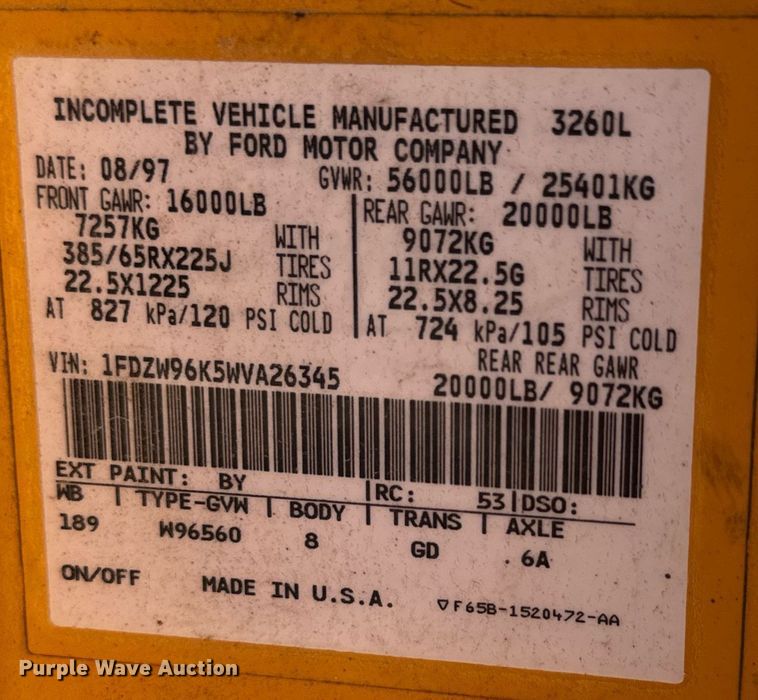 INCOMPLETE VEHICLE MANUFACTURED 3260L
BY FORD MOTOR COMPANY
DATE: 08/97 GVWR: 56000LB / 25401KG
FRONT GAWR: 16000LB
7257KG WITH
385/65RX225J TIRES
22.5X1225 RIMS
AT 827 kPa/120 PSI COLD
REAR GAWR: 20000LB
9072KG WITH
11RX22.5G TIRES
22.5X8.25 RIMS
AT 724 kPa/105 PSI COLD
VIN: 1FDZW96K5WVA26345
REAR REAR GAWR
20000LB/ 9072KG
EXT PAINT: BY |RC: 53|DSO:
WB | TYPE-GVW | BODY | TRANS | AXLE
189 W96560 8 GD 6A
ON/OFF MADE IN U.S.A. ▽F65B-1520472-AA
Purple Wave Auction